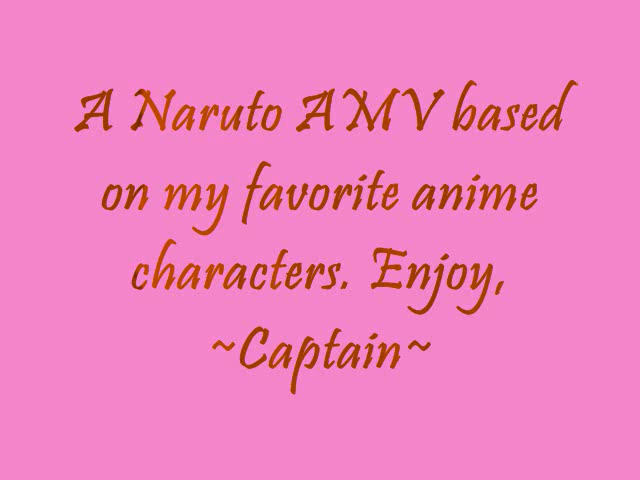 A Naruto AMV based
on my favorite anime
characters. Enjoy,
~Captain~